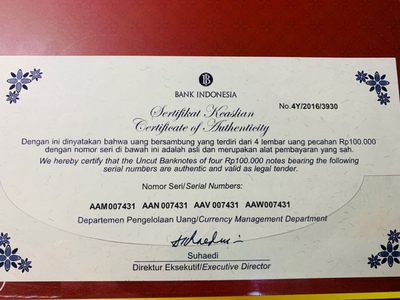 BANK INDONESIA
No.4Y/2016/3930
Sertifikat Keaslian
Certificate of Authenticity
Dengan ini dinyatakan bahwa uang bersambung yang terdiri dari 4 lembar uang pecahan Rp100.000
dengan nomor seri di bawah ini adalah asli dan merupakan alat pembayaran yang sah.
We hereby certify that the Uncut Banknotes of four Rp100.000 notes bearing the following
serial numbers are authentic and valid as legal tender.
Nomor Seri/Serial Numbers:
AAM007431 AAN 007431 AAV 007431 AAW007431
Departemen Pengelolaan Uang/Currency Management Department
Suhaedi
Direktur Eksekutif/Executive Director